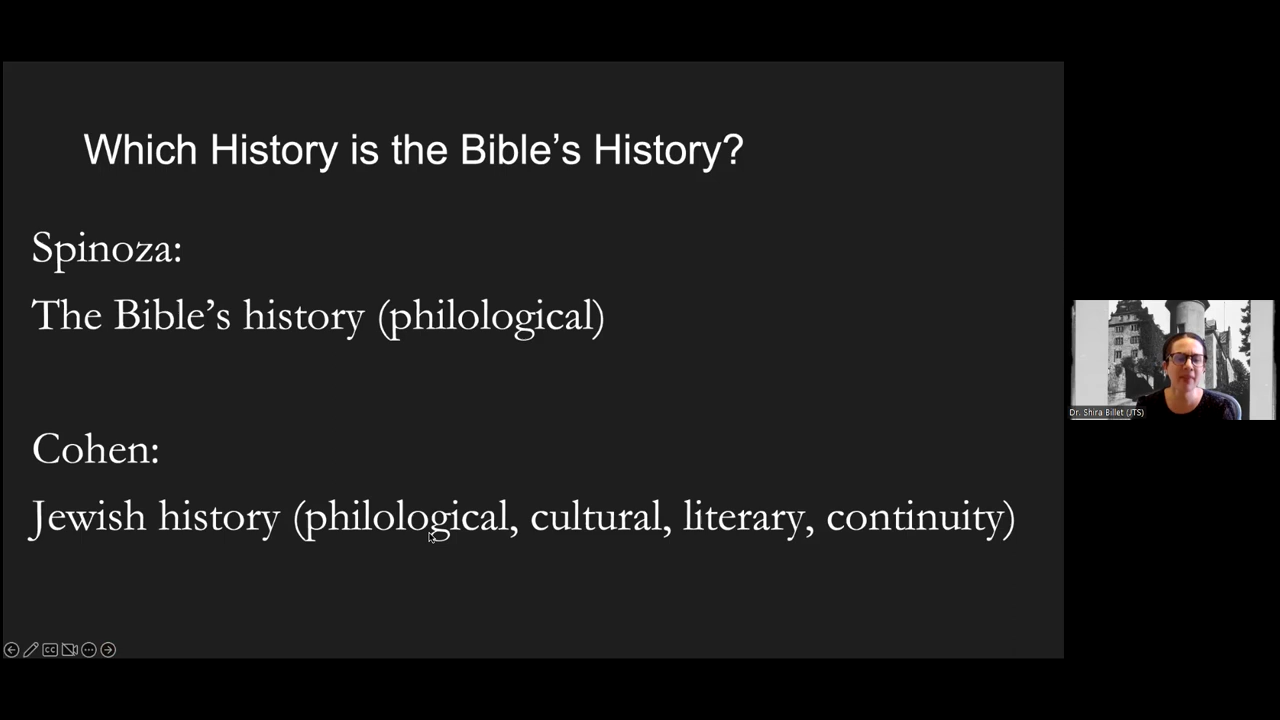 Which History is the Bible’s History?
Spinoza:
The Bible’s history (philological)
Cohen:
Jewish history (philological, cultural, literary, continuity)
Dr. Shira Billet (JTS)
CC